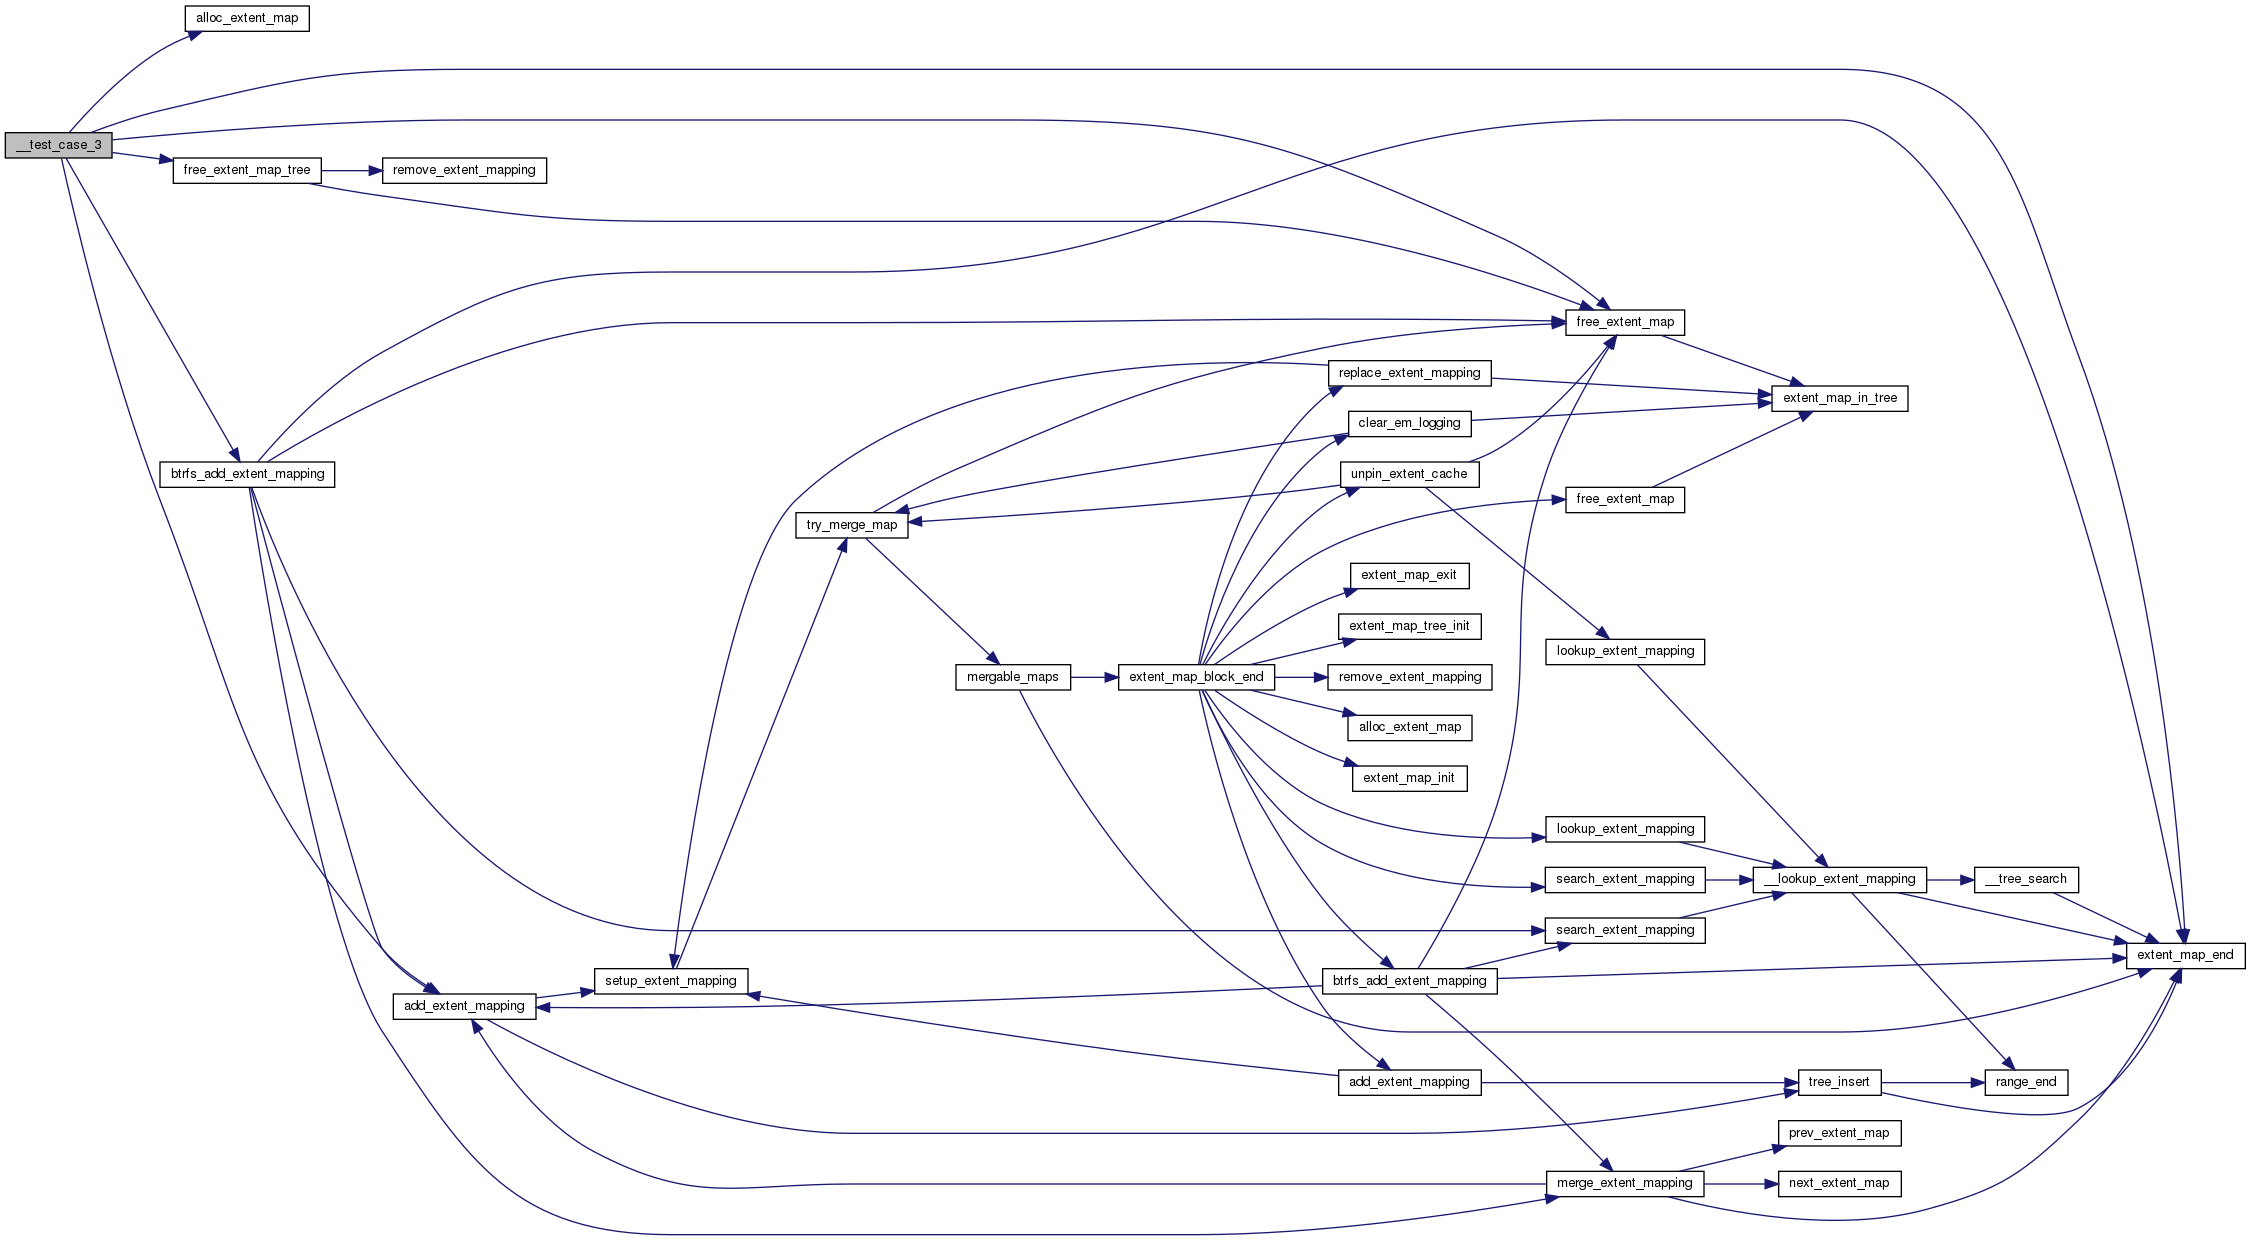 alloc_extent_map
__test_case_3
free_extent_map_tree
remove_extent_mapping
free_extent_map
replace_extent_mapping
extent_map_in_tree
clear_em_logging
btrfs_add_extent_mapping
unpin_extent_cache
free_extent_map
try_merge_map
extent_map_exit
extent_map_tree_init
lookup_extent_mapping
mergable_maps
extent_map_block_end
remove_extent_mapping
alloc_extent_map
extent_map_init
lookup_extent_mapping
search_extent_mapping
__lookup_extent_mapping
__tree_search
search_extent_mapping
extent_map_end
setup_extent_mapping
btrfs_add_extent_mapping
add_extent_mapping
add_extent_mapping
tree_insert
range_end
prev_extent_map
merge_extent_mapping
next_extent_map